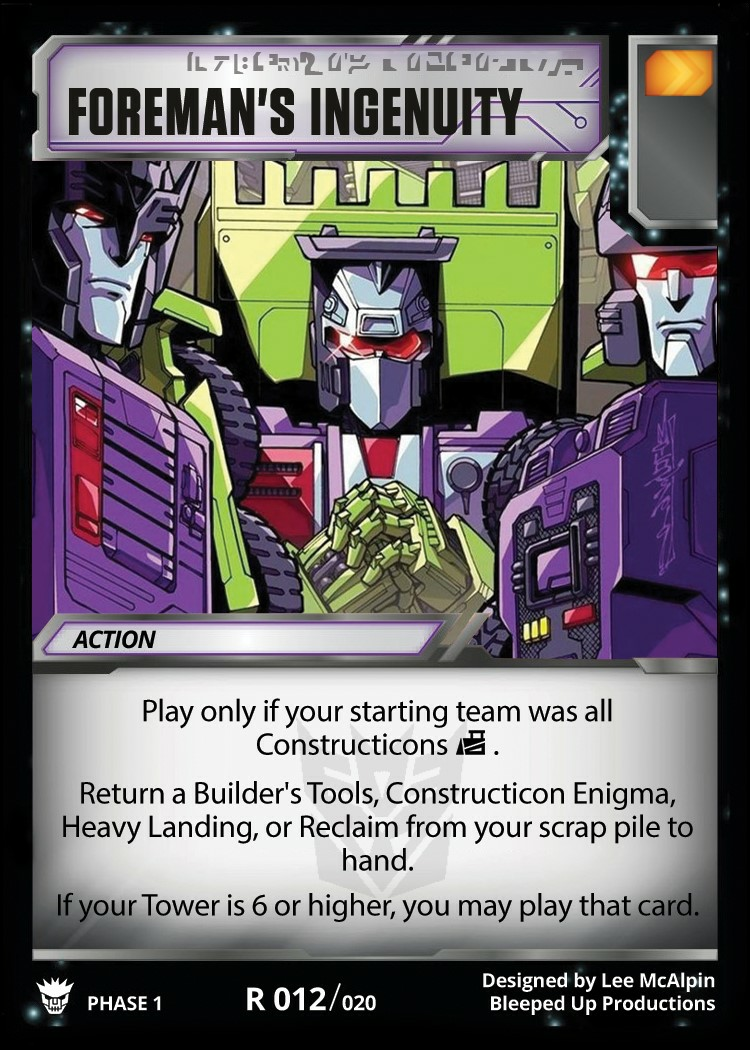 FOREMAN'S INGENUITY
ACTION
Play only if your starting team was all
Constructicons .
Return a Builder's Tools, Constructicon Enigma,
Heavy Landing, or Reclaim from your scrap pile to
hand.
If your Tower is 6 or higher, you may play that card.
PHASE 1
R 012/020
Designed by Lee McAlpin
Bleeped Up Productions